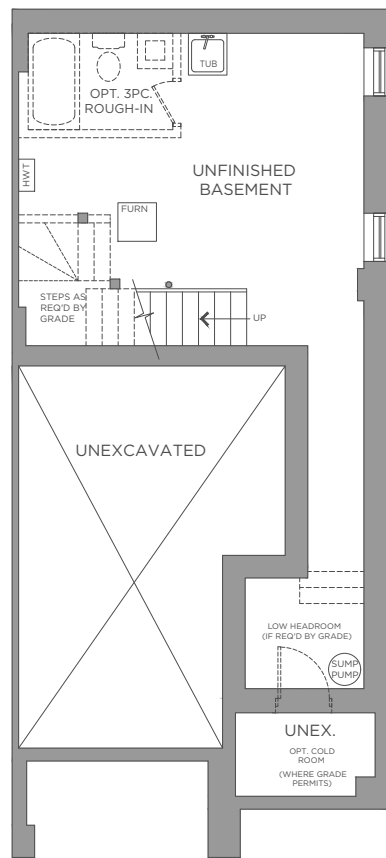 TUB
OPT. 3PC.
ROUGH-IN
UNFINISHED
BASEMENT
HWT
FURN
STEPS AS
REQ'D BY
GRADE
UP
UNEXCAVATED
LOW HEADROOM
(IF REQ'D BY GRADE)
SUMP
PUMP
UNEX.
OPT. COLD
ROOM
(WHERE GRADE
PERMITS)